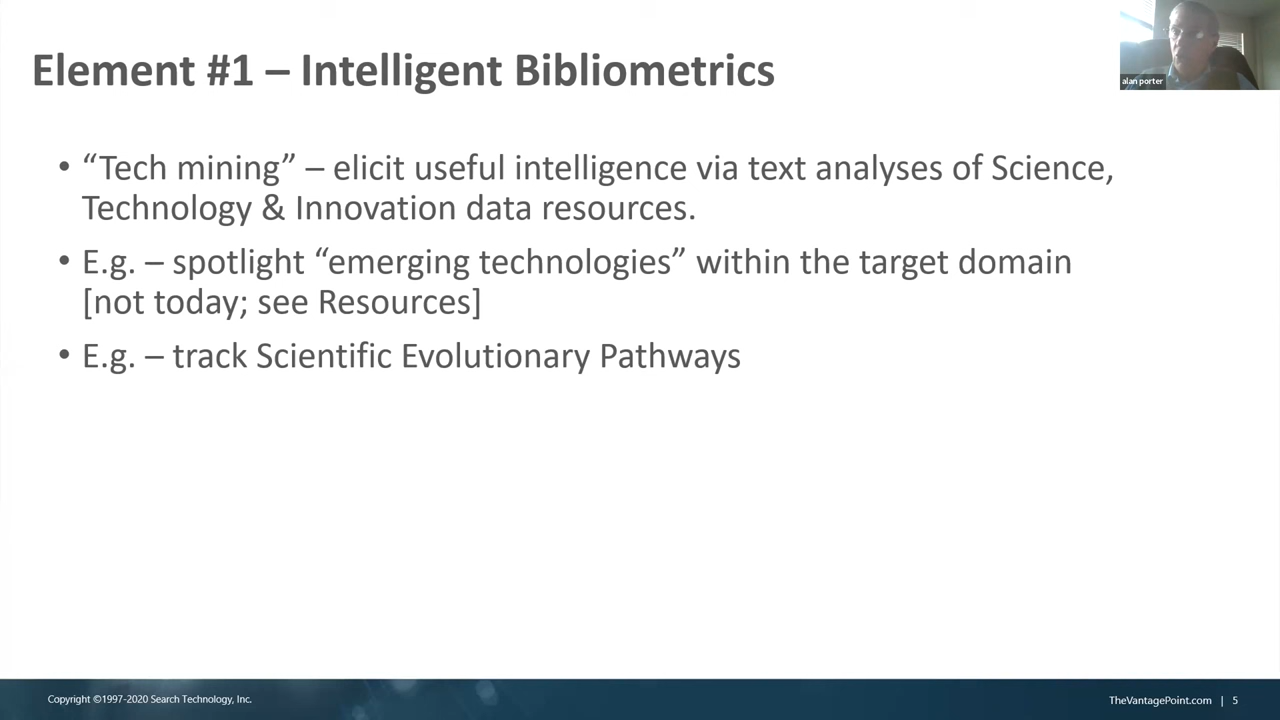 Element #1 – Intelligent Bibliometrics
alan porter
• “Tech mining” – elicit useful intelligence via text analyses of Science,
Technology & Innovation data resources.
• E.g. – spotlight “emerging technologies” within the target domain
[not today; see Resources]
• E.g. – track Scientific Evolutionary Pathways
Copyright ©1997-2020 Search Technology, Inc.
TheVantagePoint.com | 5